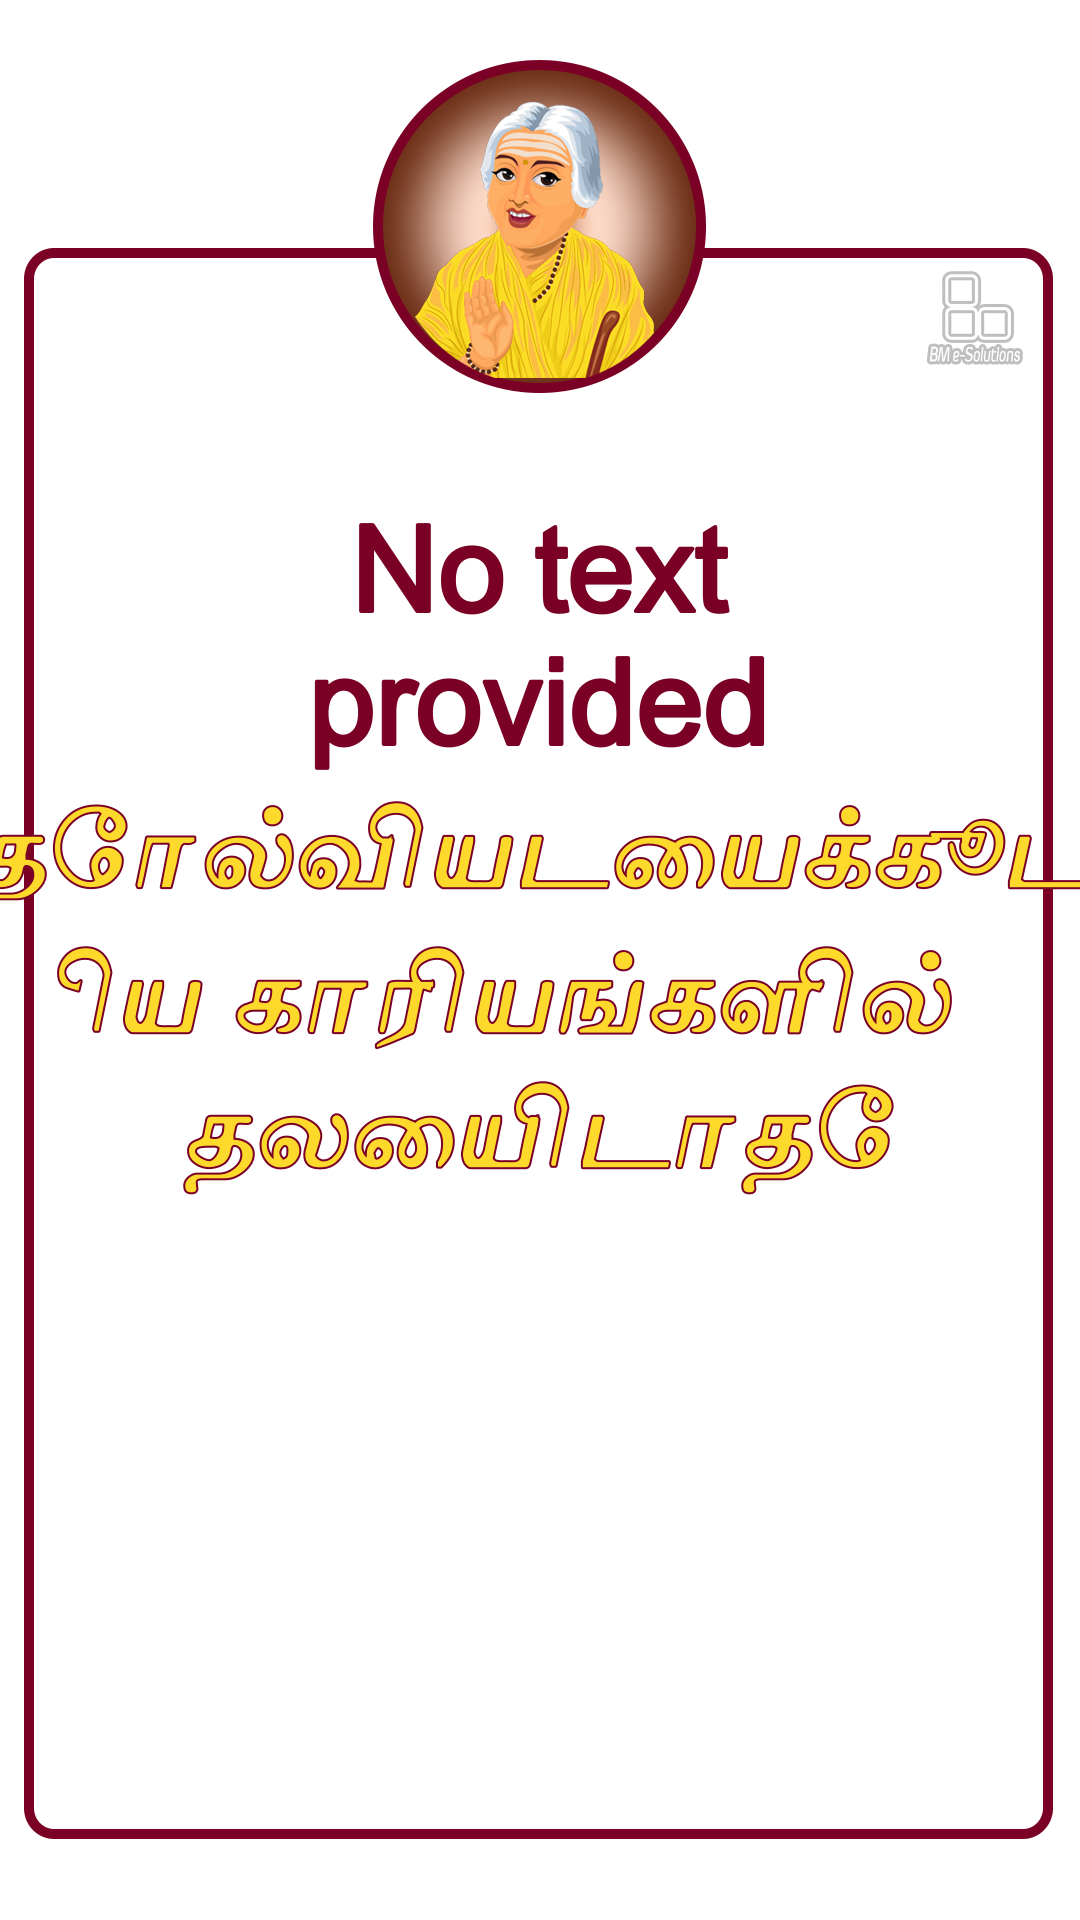 BM e-Solutions
No text
provided
தோல்வியடையக்கூட
ிய காரியங்களில்
தலையிடாதே